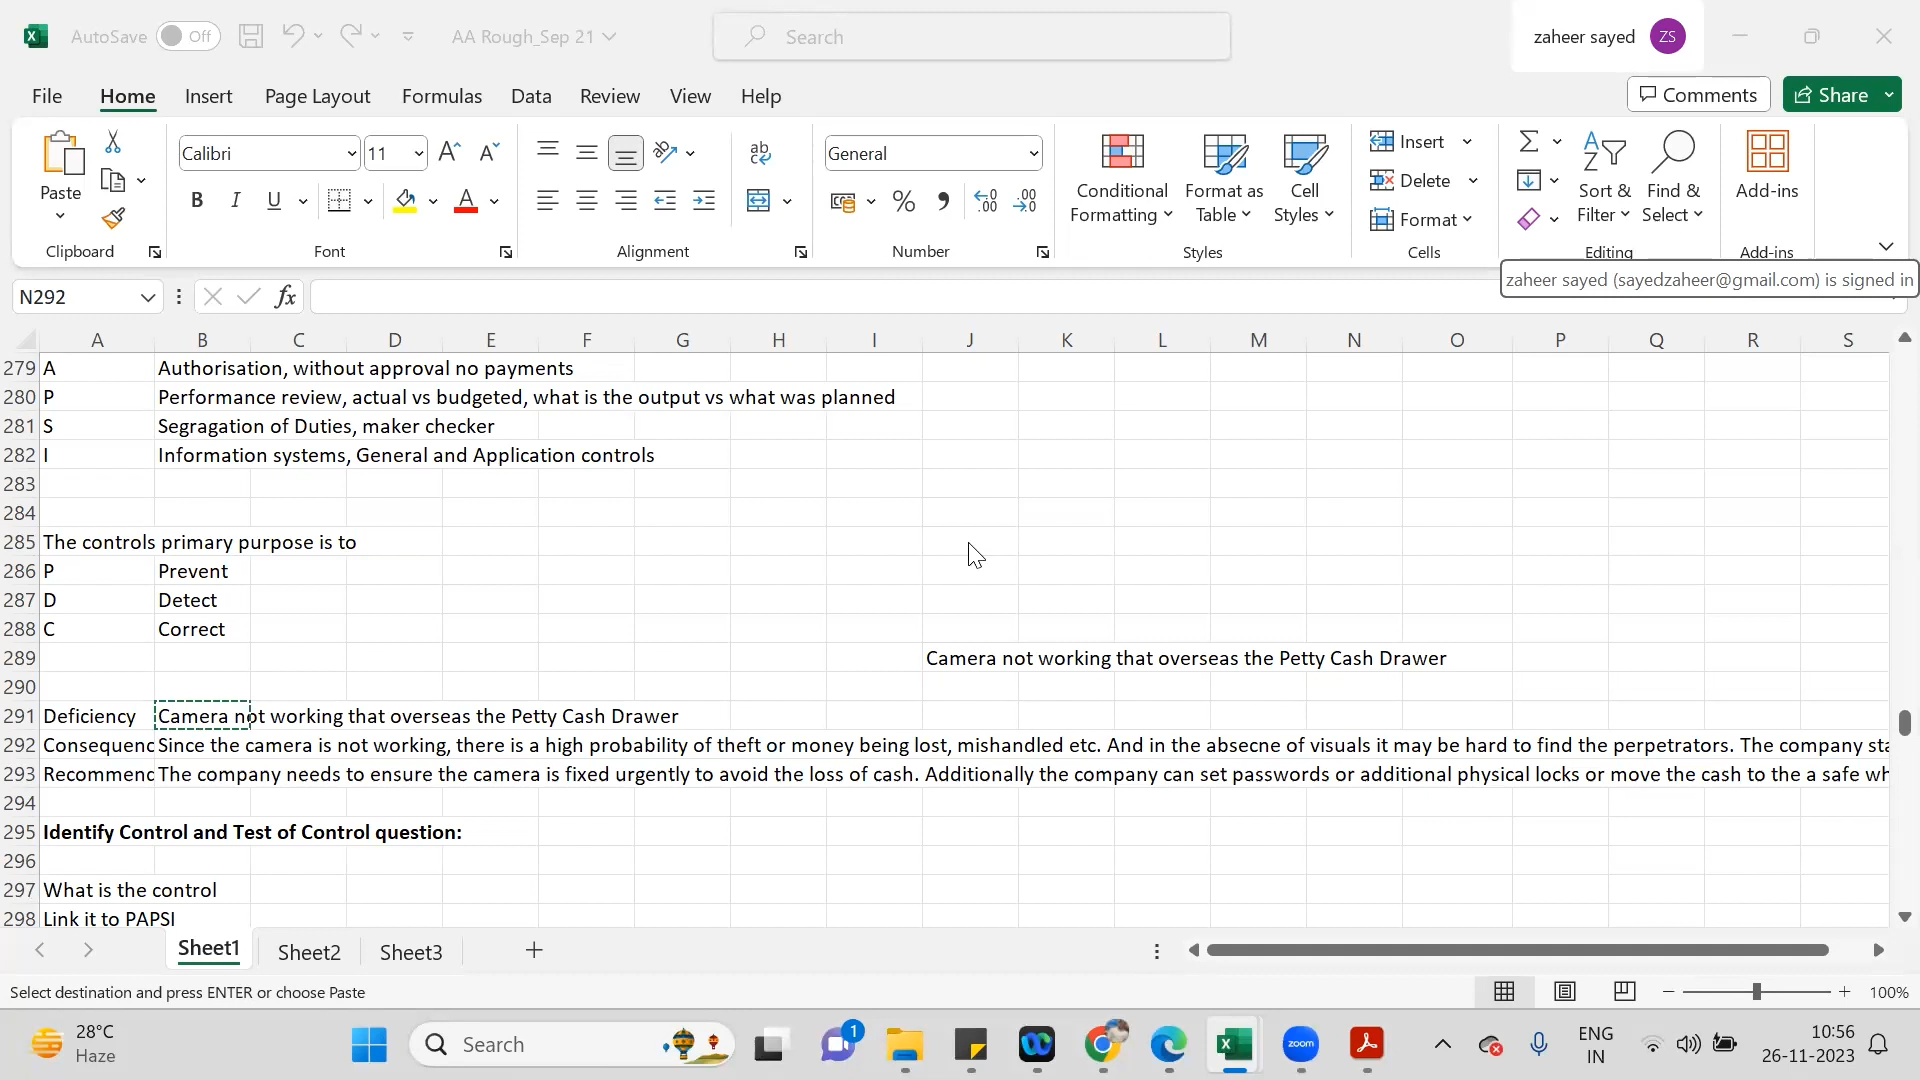 AutoSave Off AA Rough_Sep 21 Search zaheer sayed ZS
File Home Insert Page Layout Formulas Data Review View Help Comments Share
Paste Calibri 11 General Conditional Formatting Format as Table Cell Styles Insert Delete Format Sort & Filter Find & Select Add-ins
Clipboard Font Alignment Number Styles Cells Editing Add-ins
zaheer sayed (sayedzaheer@gmail.com) is signed in
N292 fx
A B C D E F G H I J K L M N O P Q R S
279 A Authorisation, without approval no payments
280 P Performance review, actual vs budgeted, what is the output vs what was planned
281 S Segragation of Duties, maker checker
282 I Information systems, General and Application controls
283
284
285 The controls primary purpose is to
286 P Prevent
287 D Detect
288 C Correct
289 Camera not working that overseas the Petty Cash Drawer
290
291 Deficiency Camera not working that overseas the Petty Cash Drawer
292 Consequenc Since the camera is not working, there is a high probability of theft or money being lost, mishandled etc. And in the absecne of visuals it may be hard to find the perpetrators. The company sta
293 Recommend The company needs to ensure the camera is fixed urgently to avoid the loss of cash. Additionally the company can set passwords or additional physical locks or move the cash to the a safe wh
294
295 Identify Control and Test of Control question:
296
297 What is the control
298 Link it to PAPSI
Sheet1 Sheet2 Sheet3
Select destination and press ENTER or choose Paste 100%
28°C Haze Search 1 zoom ENG IN 10:56 26-11-2023